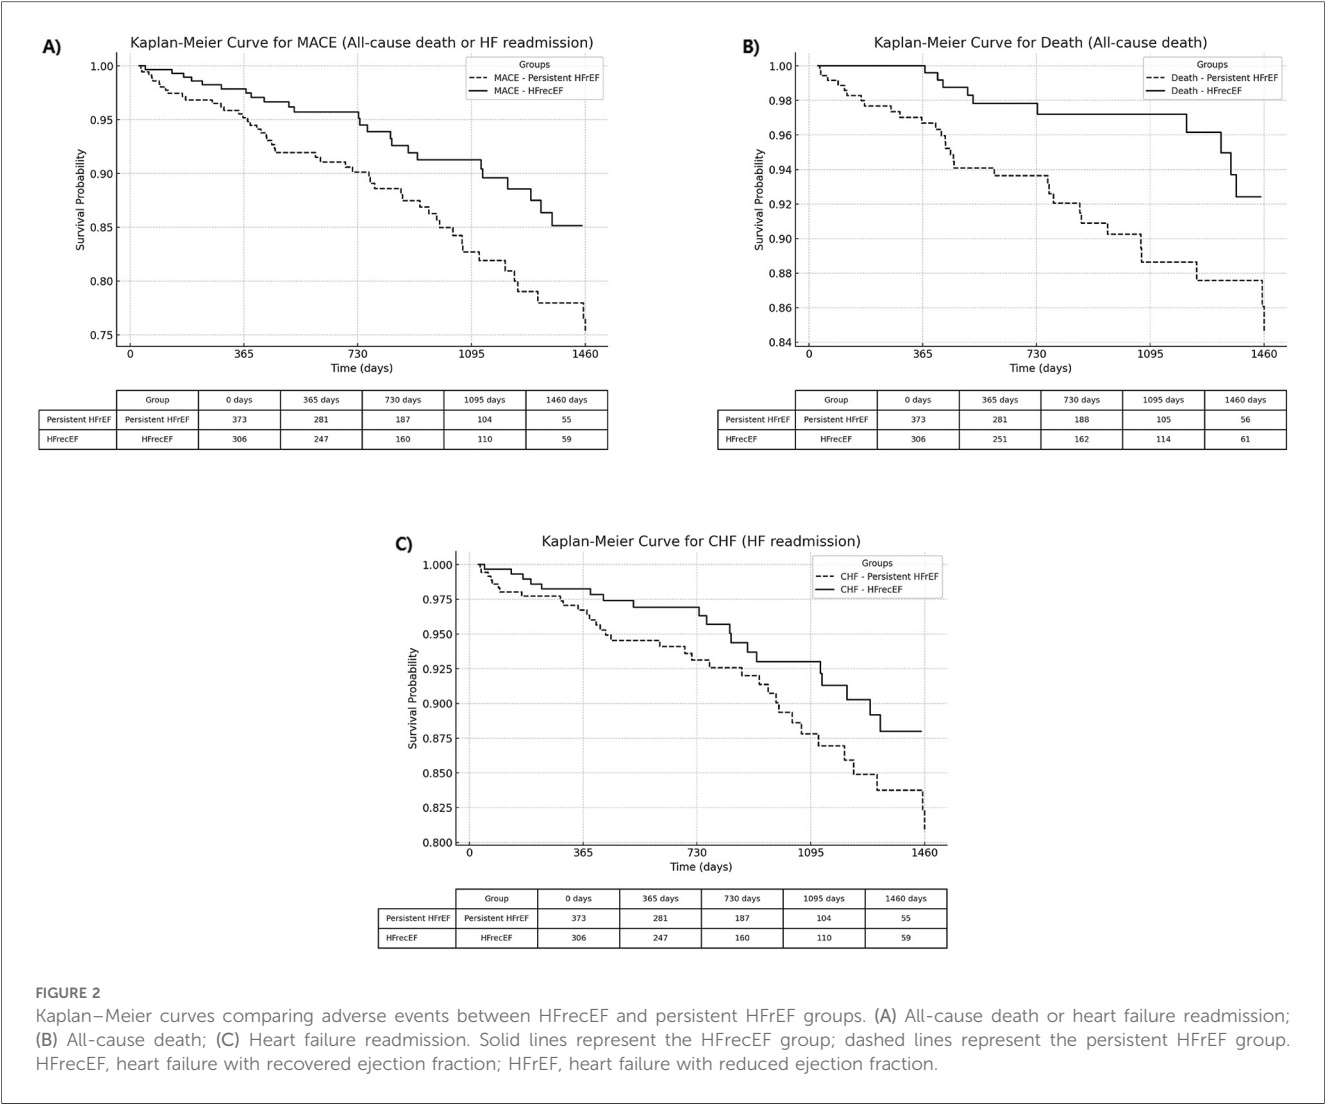 A)
Kaplan-Meier Curve for MACE (All-cause death or HF readmission)
Groups
MACE - Persistent HFrEF
MACE - HFrecEF
Survival Probability
1.00
0.95
0.90
0.85
0.80
0.75
0 365 730 1095 1460
Time (days)
Group 0 days 365 days 730 days 1095 days 1460 days
Persistent HFrEF Persistent HFrEF 373 281 187 104 55
HFrecEF HFrecEF 306 247 160 110 59
B)
Kaplan-Meier Curve for Death (All-cause death)
Groups
Death - Persistent HFrEF
Death - HFrecEF
Survival Probability
1.00
0.98
0.96
0.94
0.92
0.90
0.88
0.86
0.84
0 365 730 1095 1460
Time (days)
Group 0 days 365 days 730 days 1095 days 1460 days
Persistent HFrEF Persistent HFrEF 373 281 188 105 56
HFrecEF HFrecEF 306 251 162 114 61
C)
Kaplan-Meier Curve for CHF (HF readmission)
Groups
CHF - Persistent HFrEF
CHF - HFrecEF
Survival Probability
1.000
0.975
0.950
0.925
0.900
0.875
0.850
0.825
0.800
0 365 730 1095 1460
Time (days)
Group 0 days 365 days 730 days 1095 days 1460 days
Persistent HFrEF Persistent HFrEF 373 281 187 104 55
HFrecEF HFrecEF 306 247 160 110 59
FIGURE 2
Kaplan–Meier curves comparing adverse events between HFrecEF and persistent HFrEF groups. (A) All-cause death or heart failure readmission;
(B) All-cause death; (C) Heart failure readmission. Solid lines represent the HFrecEF group; dashed lines represent the persistent HFrEF group.
HFrecEF, heart failure with recovered ejection fraction; HFrEF, heart failure with reduced ejection fraction.